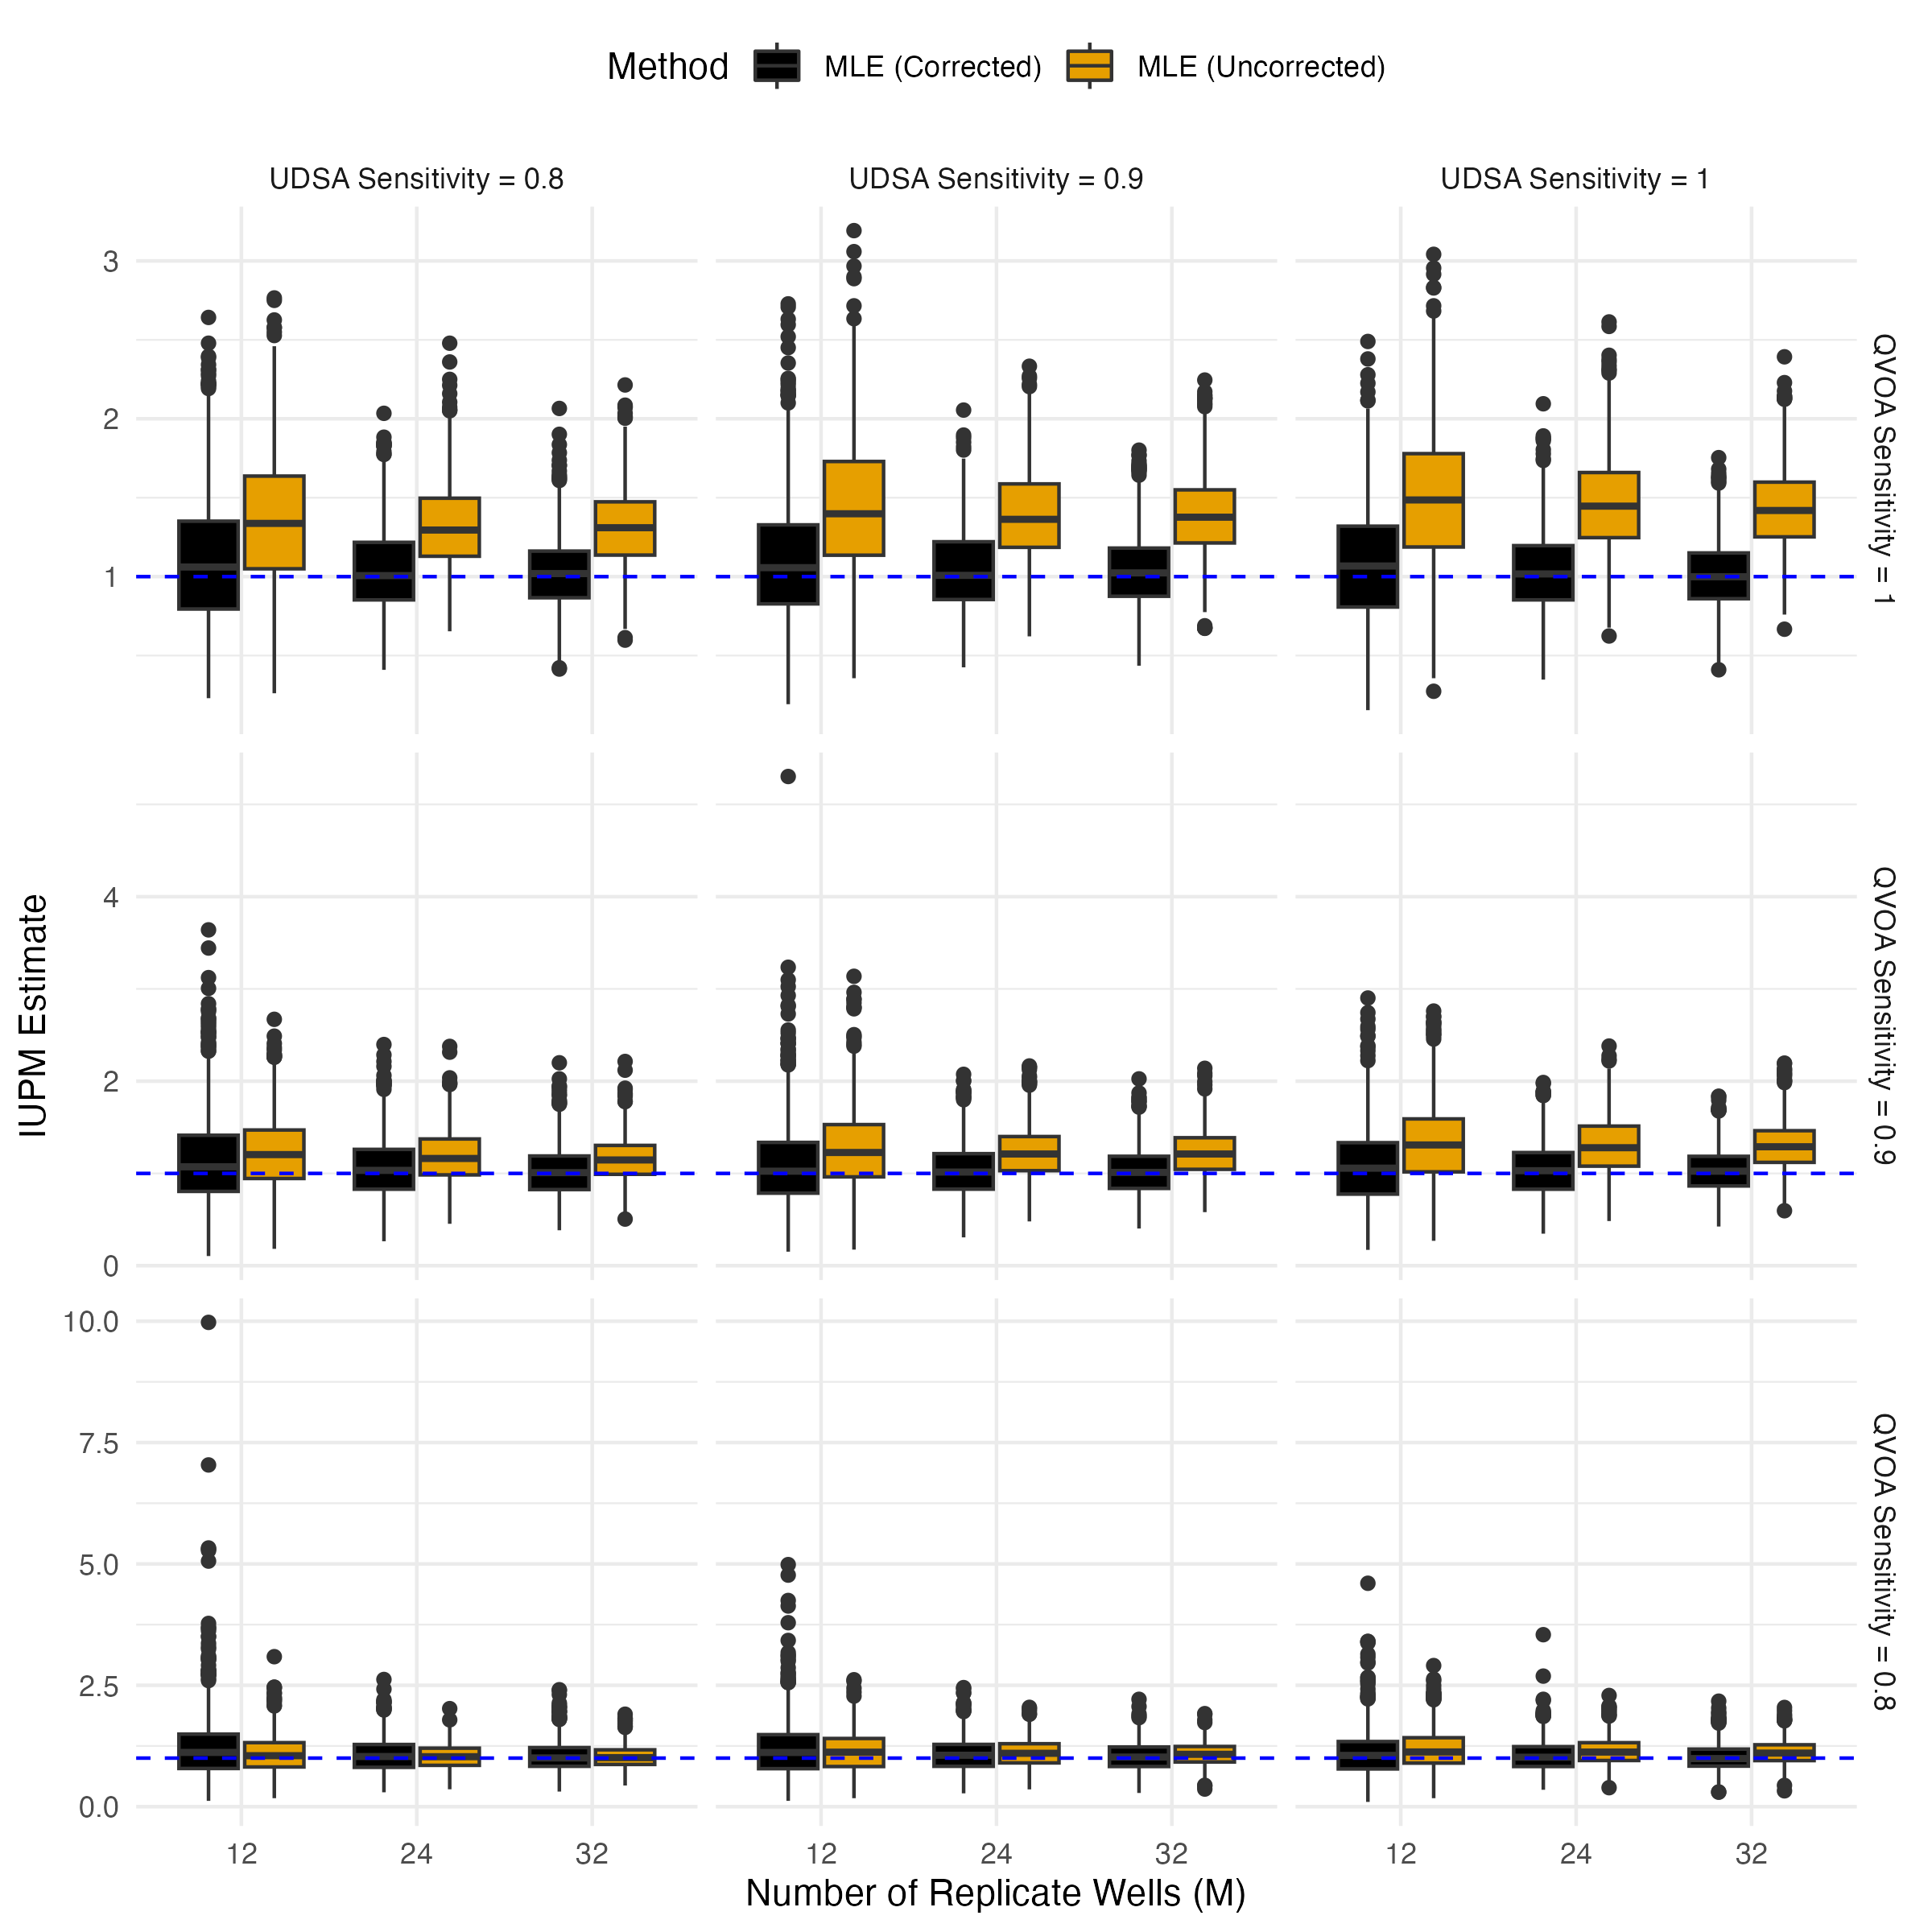 Method MLE (Corrected) MLE (Uncorrected)
UDSA Sensitivity = 0.8
UDSA Sensitivity = 0.9
UDSA Sensitivity = 1
3
2
1
QVOA Sensitivity = 1
IUPM Estimate
4
2
0
QVOA Sensitivity = 0.9
10.0
7.5
5.0
2.5
0.0
QVOA Sensitivity = 0.8
12 24 32
12 24 32
12 24 32
Number of Replicate Wells (M)